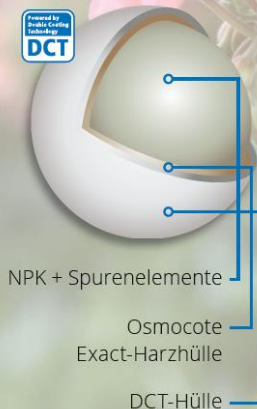 Powered by
Double Coating
Technology
DCT
NPK + Spurenelemente
Osmocote
Exact-Harzhülle
DCT-Hülle